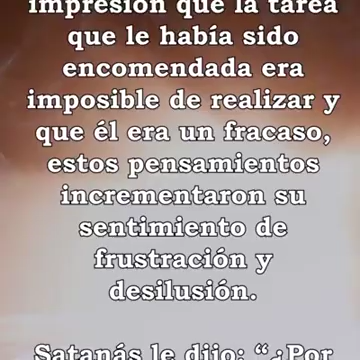 impresión que la tarea
que le había sido
encomendada era
imposible de realizar y
que él era un fracaso,
estos pensamientos
incrementaron su
sentimiento de
frustración y
desilusión.
Satanás le dijo: “¿Por